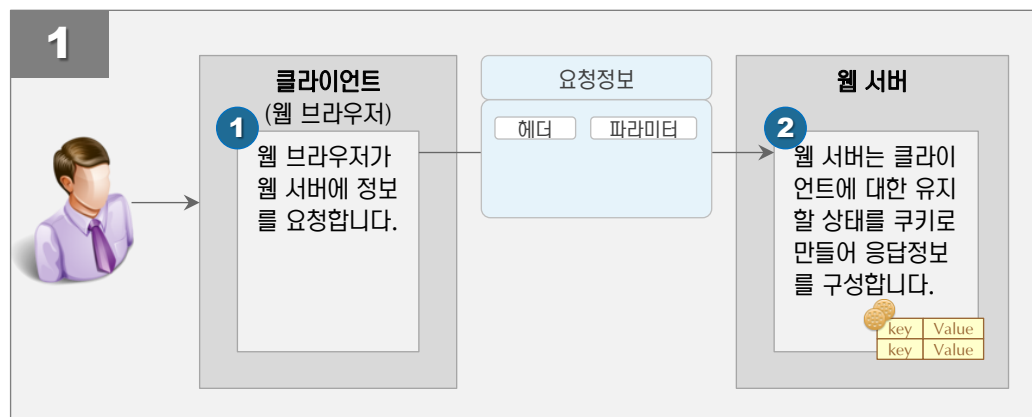 1
클라이언트
(웹 브라우저)
1
웹 브라우저가
웹 서버에 정보
를 요청합니다.
요청정보
헤더
파라미터
웹 서버
2
웹 서버는 클라이
언트에 대한 유지
할 상태를 쿠키로
만들어 응답정보
를 구성합니다.
key Value
key Value